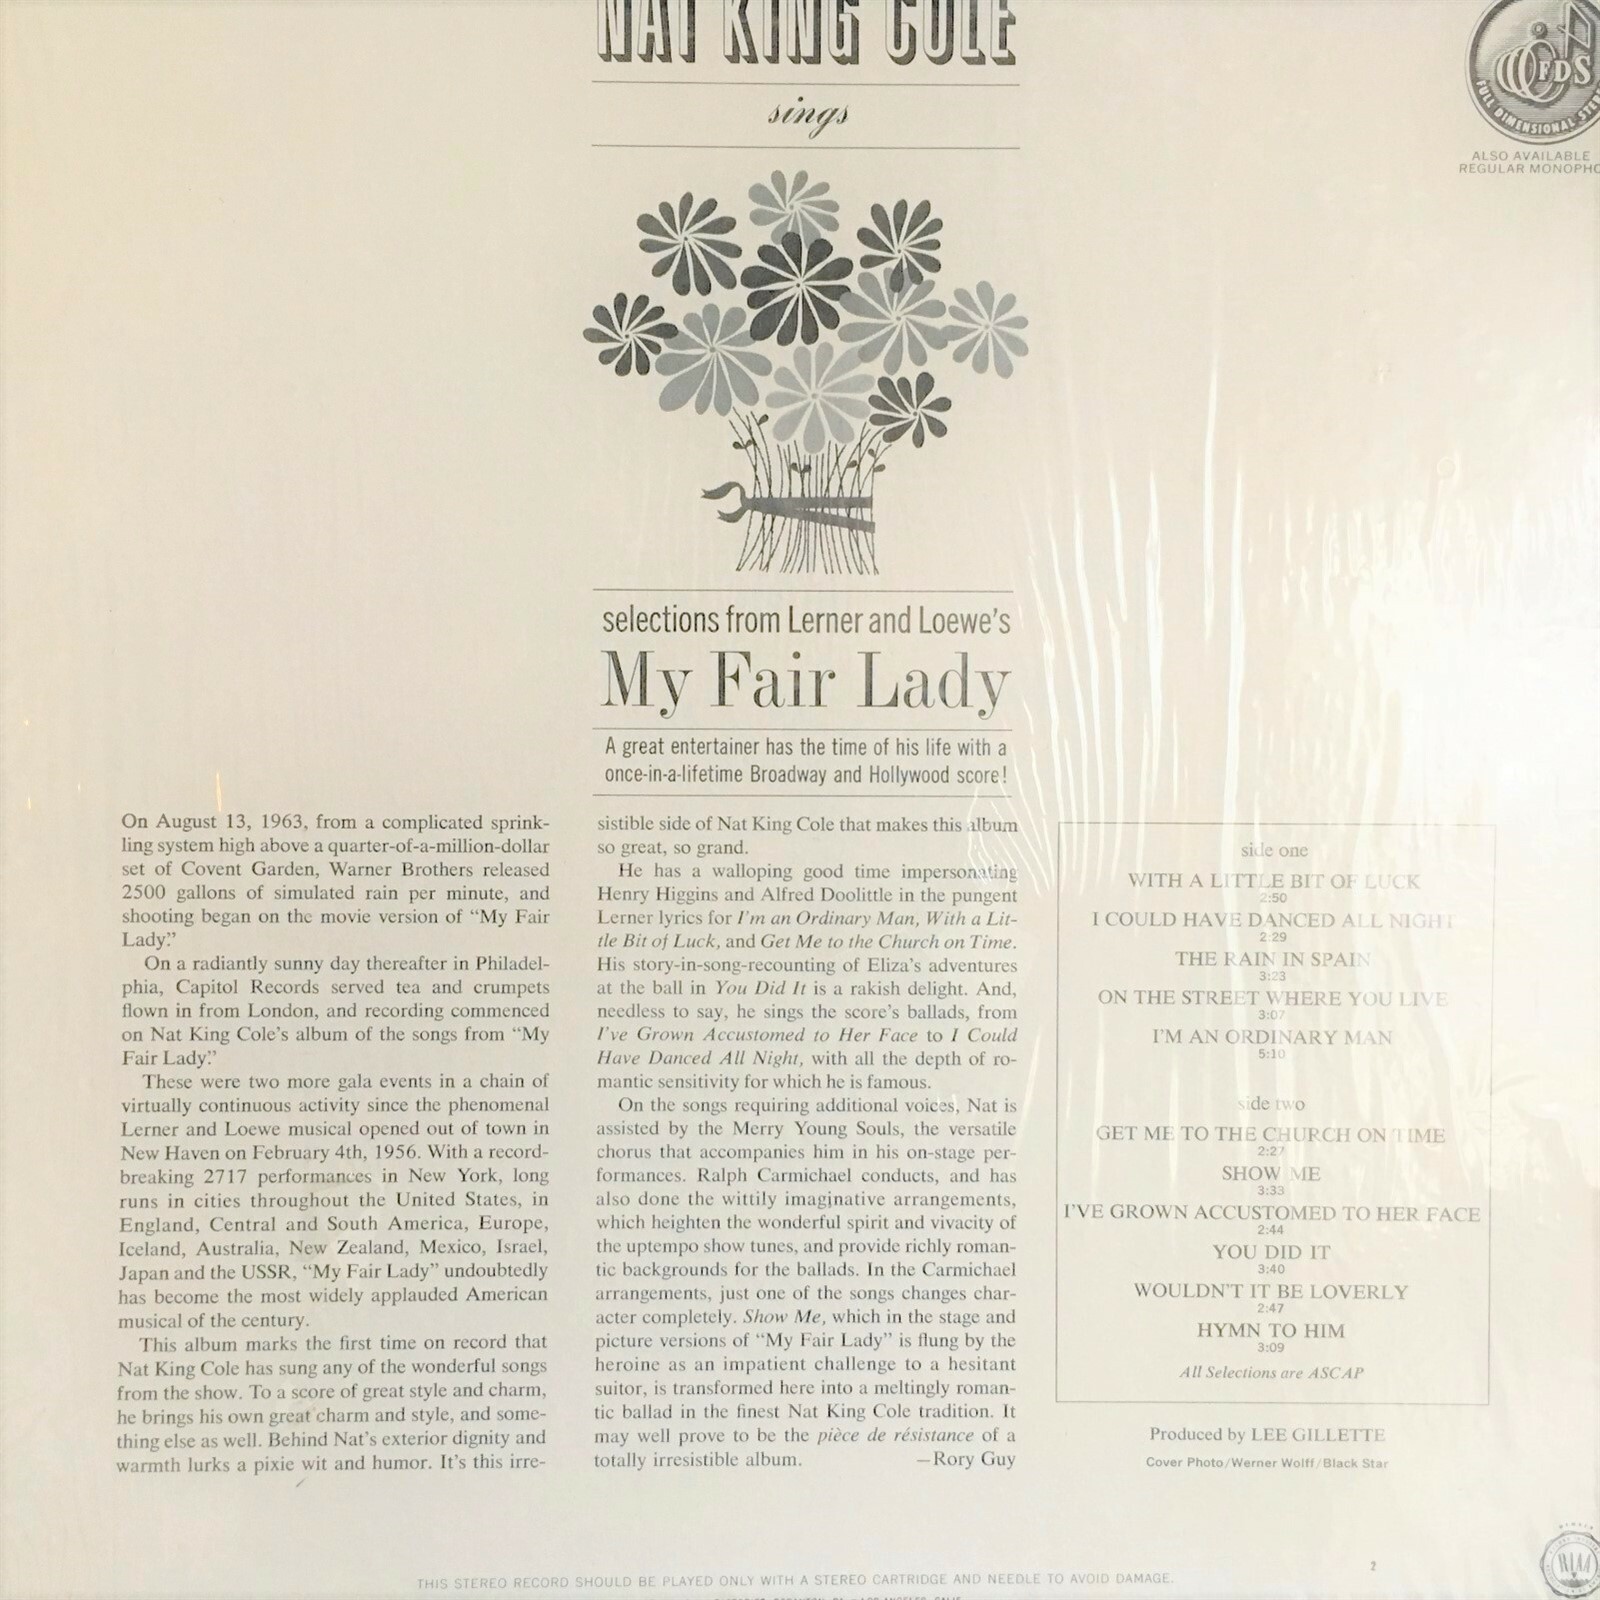 NAT KING COLE
sings
FDS
FULL DIMENSIONAL
ALSO AVAILABLE
REGULAR
selections from Lerner and Loewe's
My Fair Lady
A great entertainer has the time of his life with a
once-in-a-lifetime Broadway and Hollywood score!
On August 13, 1963, from a complicated sprink-
ling system high above a quarter-of-a-million-dollar
set of Covent Garden, Warner Brothers released
2500 gallons of simulated rain per minute, and
shooting began on the movie version of "My Fair
Lady."
On a radiantly sunny day thereafter in Philadel-
phia, Capitol Records served tea and crumpets
flown in from London, and recording commenced
on Nat King Cole's album of the songs from "My
Fair Lady."
These were two more gala events in a chain of
virtually continuous activity since the phenomenal
Lerner and Loewe musical opened out of town in
New Haven on February 4th, 1956. With a record-
breaking 2717 performances in New York, long
runs in cities throughout the United States, in
England, Central and South America, Europe,
Iceland, Australia, New Zealand, Mexico, Israel,
Japan and the USSR, "My Fair Lady" undoubtedly
has become the most widely applauded American
musical of the century.
This album marks the first time on record that
Nat King Cole has sung any of the wonderful songs
from the show. To a score of great style and charm,
he brings his own great charm and style, and some-
thing else as well. Behind Nat's exterior dignity and
warmth lurks a pixie wit and humor. It's this irre-
sistible side of Nat King Cole that makes this album
so great, so grand.
He has a walloping good time impersonating
Henry Higgins and Alfred Doolittle in the pungent
Lerner lyrics for I'm an Ordinary Man, With a Lit-
tle Bit of Luck, and Get Me to the Church on Time.
His story-in-song-recounting of Eliza's adventures
at the ball in You Did It is a rakish delight. And,
needless to say, he sings the score's ballads, from
I've Grown Accustomed to Her Face to I Could
Have Danced All Night, with all the depth of ro-
mantic sensitivity for which he is famous.
On the songs requiring additional voices, Nat is
assisted by the Merry Young Souls, the versatile
chorus that accompanies him in his on-stage per-
formances. Ralph Carmichael conducts, and has
also done the wittily imaginative arrangements,
which heighten the wonderful spirit and vivacity of
the uptempo show tunes, and provide richly roman-
tic backgrounds for the ballads. In the Carmichael
arrangements, just one of the songs changes char-
acter completely. Show Me, which in the stage and
picture versions of "My Fair Lady" is flung by the
heroine as an impatient challenge to a hesitant
suitor, is transformed here into a meltingly roman-
tic ballad in the finest Nat King Cole tradition. It
may well prove to be the pièce de résistance of a
totally irresistible album. —Rory Guy
side one
WITH A LITTLE BIT OF LUCK
2:50
I COULD HAVE DANCED ALL NIGHT
2:29
THE RAIN IN SPAIN
3:23
ON THE STREET WHERE YOU LIVE
3:07
I'M AN ORDINARY MAN
5:10
side two
GET ME TO THE CHURCH ON TIME
2:27
SHOW ME
3:33
I'VE GROWN ACCUSTOMED TO HER FACE
2:44
YOU DID IT
3:40
WOULDN'T IT BE LOVERLY
2:47
HYMN TO HIM
3:09
All Selections are ASCAP
Produced by LEE GILLETTE
Cover Photo/Werner Wolff/Black Star
2
THIS STEREO RECORD SHOULD BE PLAYED ONLY WITH A STEREO CARTRIDGE AND NEEDLE TO AVOID DAMAGE.